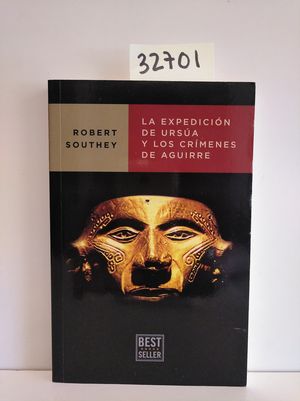 32701
ROBERT
SOUTHEY
LA EXPEDICIÓN
DE URSÚA
Y LOS CRÍMENES
DE AGUIRRE
BEST
SELLER